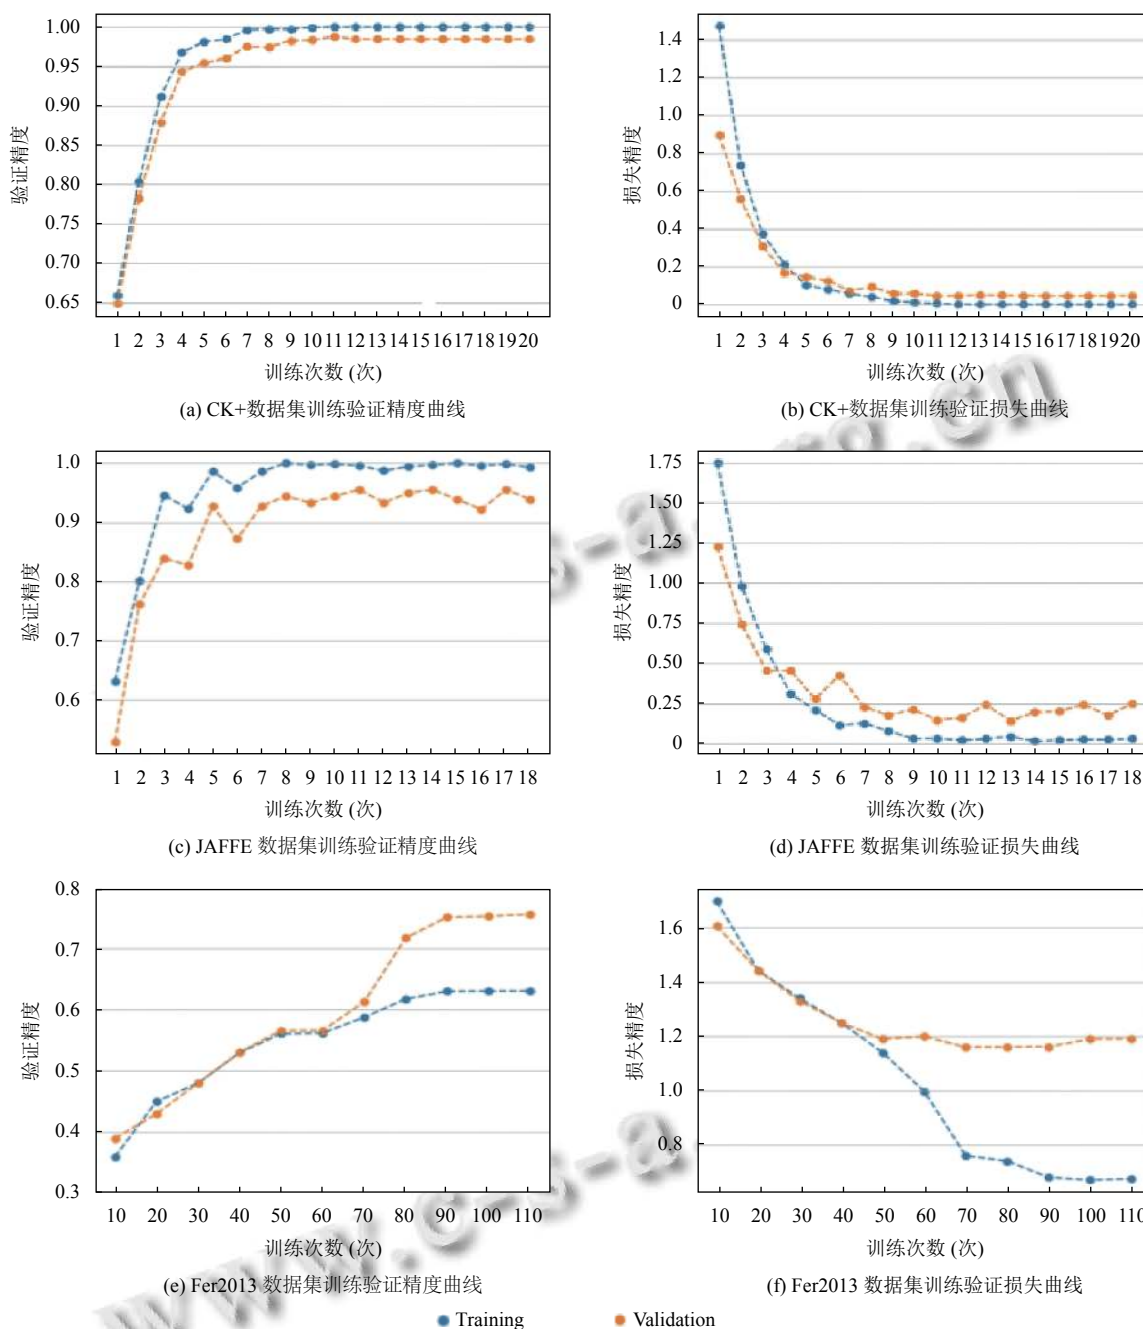 1.00
0.95
0.90
0.85
0.80
0.75
0.70
0.65
验证精度
1 2 3 4 5 6 7 8 9 10 11 12 13 14 15 16 17 18 19 20
训练次数 (次)
(a) CK+数据集训练验证精度曲线
1.4
1.2
1.0
0.8
0.6
0.4
0.2
0
损失精度
1 2 3 4 5 6 7 8 9 10 11 12 13 14 15 16 17 18 19 20
训练次数 (次)
(b) CK+数据集训练验证损失曲线
1.0
0.9
0.8
0.7
0.6
验证精度
1 2 3 4 5 6 7 8 9 10 11 12 13 14 15 16 17 18
训练次数 (次)
(c) JAFFE 数据集训练验证精度曲线
1.75
1.50
1.25
1.00
0.75
0.50
0.25
0
损失精度
1 2 3 4 5 6 7 8 9 10 11 12 13 14 15 16 17 18
训练次数 (次)
(d) JAFFE 数据集训练验证损失曲线
0.8
0.7
0.6
0.5
0.4
0.3
验证精度
10 20 30 40 50 60 70 80 90 100 110
训练次数 (次)
(e) Fer2013 数据集训练验证精度曲线
1.6
1.4
1.2
1.0
0.8
损失精度
10 20 30 40 50 60 70 80 90 100 110
训练次数 (次)
(f) Fer2013 数据集训练验证损失曲线
Training Validation